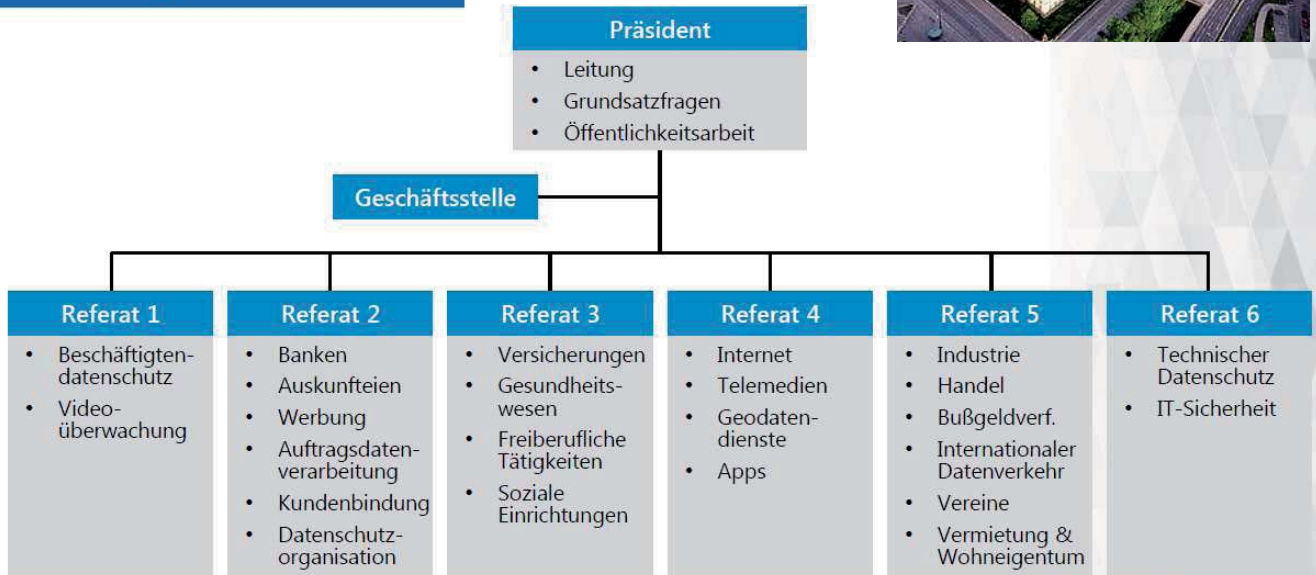 Präsident
• Leitung
• Grundsatzfragen
• Öffentlichkeitsarbeit
Geschäftsstelle
Referat 1
• Beschäftigten-
datenschutz
• Video-
überwachung
Referat 2
• Banken
• Auskunfteien
• Werbung
• Auftragsdaten-
verarbeitung
• Kundenbindung
• Datenschutz-
organisation
Referat 3
• Versicherungen
• Gesundheits-
wesen
• Freiberufliche
Tätigkeiten
• Soziale
Einrichtungen
Referat 4
• Internet
• Telemedien
• Geodaten-
dienste
• Apps
Referat 5
• Industrie
• Handel
• Bußgeldverf.
• Internationaler
Datenverkehr
• Vereine
• Vermietung &
Wohneigentum
Referat 6
• Technischer
Datenschutz
• IT-Sicherheit